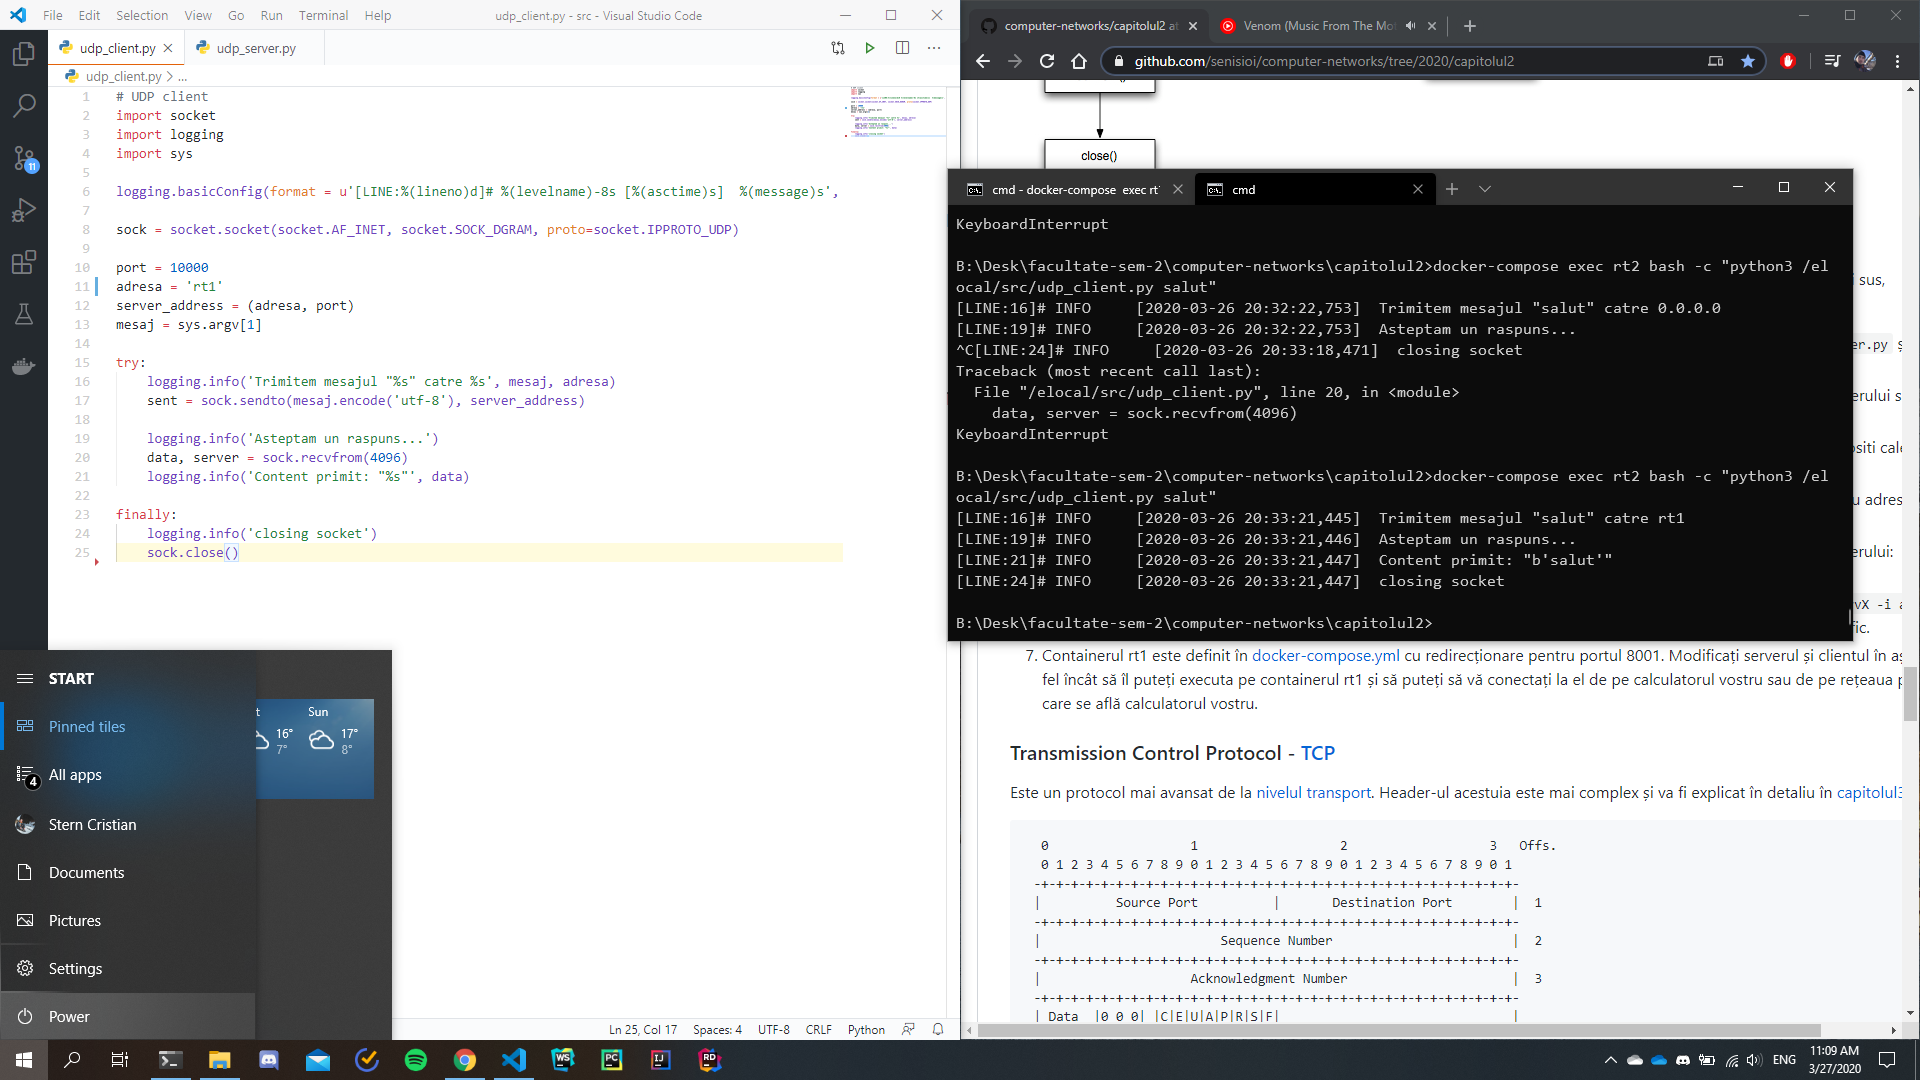 File Edit Selection View Go Run Terminal Help
udp_client.py - src - Visual Studio Code
udp_client.py
udp_server.py
udp_client.py > ...
1 # UDP client
2 import socket
3 import logging
4 import sys
5
6 logging.basicConfig(format = u'[LINE:%(lineno)d]# %(levelname)-8s [%(asctime)s]  %(message)s',
7
8 sock = socket.socket(socket.AF_INET, socket.SOCK_DGRAM, proto=socket.IPPROTO_UDP)
9
10 port = 10000
11 adresa = 'rt1'
12 server_address = (adresa, port)
13 mesaj = sys.argv[1]
14
15 try:
16 logging.info('Trimitem mesajul "%s" catre %s', mesaj, adresa)
17 sent = sock.sendto(mesaj.encode('utf-8'), server_address)
18
19 logging.info('Asteptam un raspuns...')
20 data, server = sock.recvfrom(4096)
21 logging.info('Content primit: "%s"', data)
22
23 finally:
24 logging.info('closing socket')
25 sock.close()
11
START
Pinned tiles
4 All apps
Stern Cristian
Documents
Pictures
Settings
Power
t Sun
16° 17°
7° 8°
Ln 25, Col 17 Spaces: 4 UTF-8 CRLF Python
computer-networks/capitolul2 at
Venom (Music From The Mot
github.com/senisioi/computer-networks/tree/2020/capitolul2
close()
cmd - docker-compose exec rt
cmd
KeyboardInterrupt
B:\Desk\facultate-sem-2\computer-networks\capitolul2>docker-compose exec rt2 bash -c "python3 /el
ocal/src/udp_client.py salut"
[LINE:16]# INFO [2020-03-26 20:32:22,753] Trimitem mesajul "salut" catre 0.0.0.0
[LINE:19]# INFO [2020-03-26 20:32:22,753] Asteptam un raspuns...
^C[LINE:24]# INFO [2020-03-26 20:33:18,471] closing socket
Traceback (most recent call last):
File "/elocal/src/udp_client.py", line 20, in <module>
data, server = sock.recvfrom(4096)
KeyboardInterrupt
B:\Desk\facultate-sem-2\computer-networks\capitolul2>docker-compose exec rt2 bash -c "python3 /el
ocal/src/udp_client.py salut"
[LINE:16]# INFO [2020-03-26 20:33:21,445] Trimitem mesajul "salut" catre rt1
[LINE:19]# INFO [2020-03-26 20:33:21,446] Asteptam un raspuns...
[LINE:21]# INFO [2020-03-26 20:33:21,447] Content primit: "b'salut'"
[LINE:24]# INFO [2020-03-26 20:33:21,447] closing socket
B:\Desk\facultate-sem-2\computer-networks\capitolul2>
i sus,
er.py ș
erului s
ositi cale
u adres
erului:
vX -i a
fic.
7. Containerul rt1 este definit în docker-compose.yml cu redirecționare pentru portul 8001. Modificați serverul și clientul în aș
fel încât să îl puteți executa pe containerul rt1 și să puteți să vă conectați la el de pe calculatorul vostru sau de pe rețeaua p
care se află calculatorul vostru.
Transmission Control Protocol - TCP
Este un protocol mai avansat de la nivelul transport. Header-ul acestuia este mai complex și va fi explicat în detaliu în capitolul3
0 1 2 3 Offs.
0 1 2 3 4 5 6 7 8 9 0 1 2 3 4 5 6 7 8 9 0 1 2 3 4 5 6 7 8 9 0 1
-+-+-+-+-+-+-+-+-+-+-+-+-+-+-+-+-+-+-+-+-+-+-+-+-+-+-+-+-+-+-+-+-
| Source Port | Destination Port | 1
-+-+-+-+-+-+-+-+-+-+-+-+-+-+-+-+-+-+-+-+-+-+-+-+-+-+-+-+-+-+-+-+-
| Sequence Number | 2
-+-+-+-+-+-+-+-+-+-+-+-+-+-+-+-+-+-+-+-+-+-+-+-+-+-+-+-+-+-+-+-+-
| Acknowledgment Number | 3
-+-+-+-+-+-+-+-+-+-+-+-+-+-+-+-+-+-+-+-+-+-+-+-+-+-+-+-+-+-+-+-+-
| Data |0 0 0| |C|E|U|A|P|R|S|F| |
ENG
11:09 AM
3/27/2020